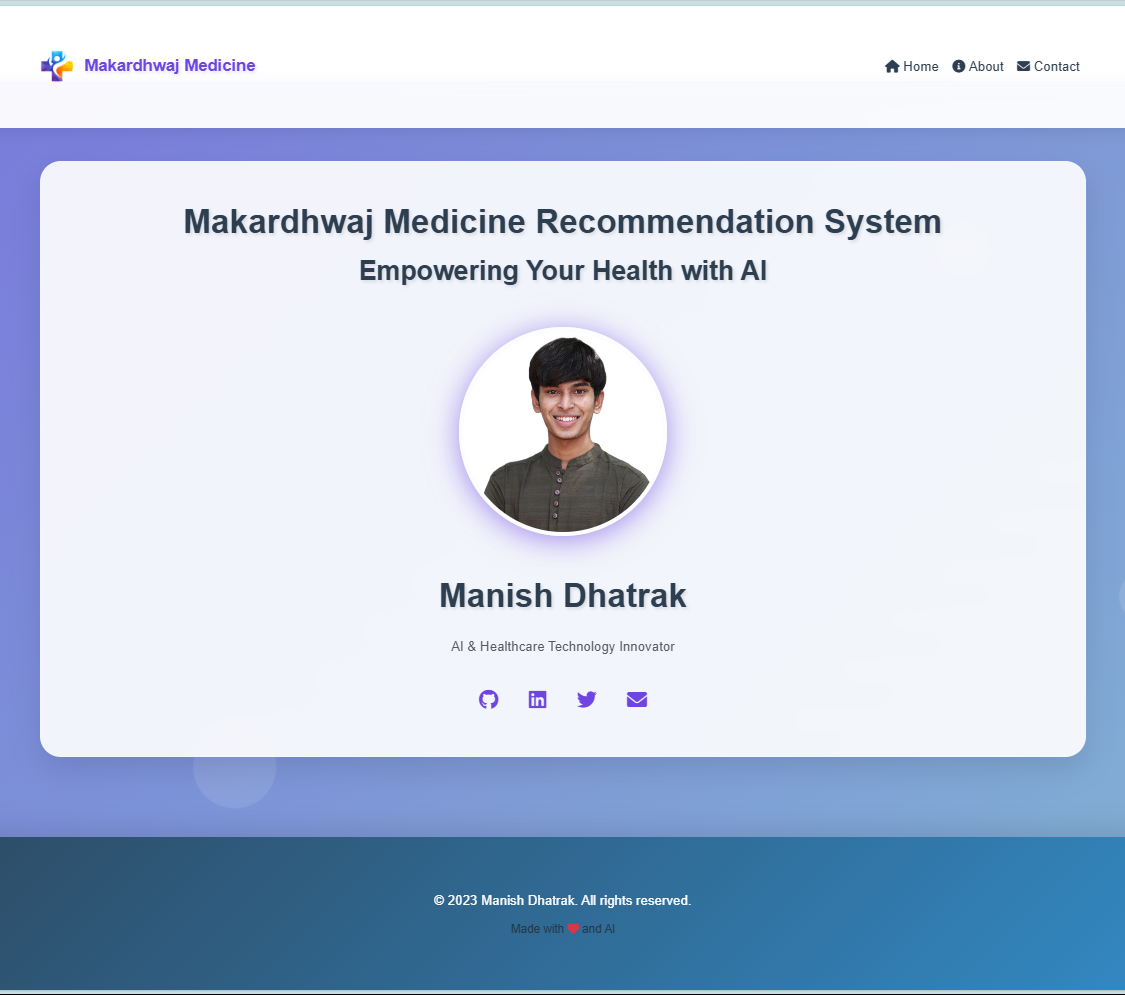 Makardhwaj Medicine
Home About Contact
Makardhwaj Medicine Recommendation System
Empowering Your Health with AI
Manish Dhatrak
AI & Healthcare Technology Innovator
© 2023 Manish Dhatrak. All rights reserved.
Made with ❤ and AI